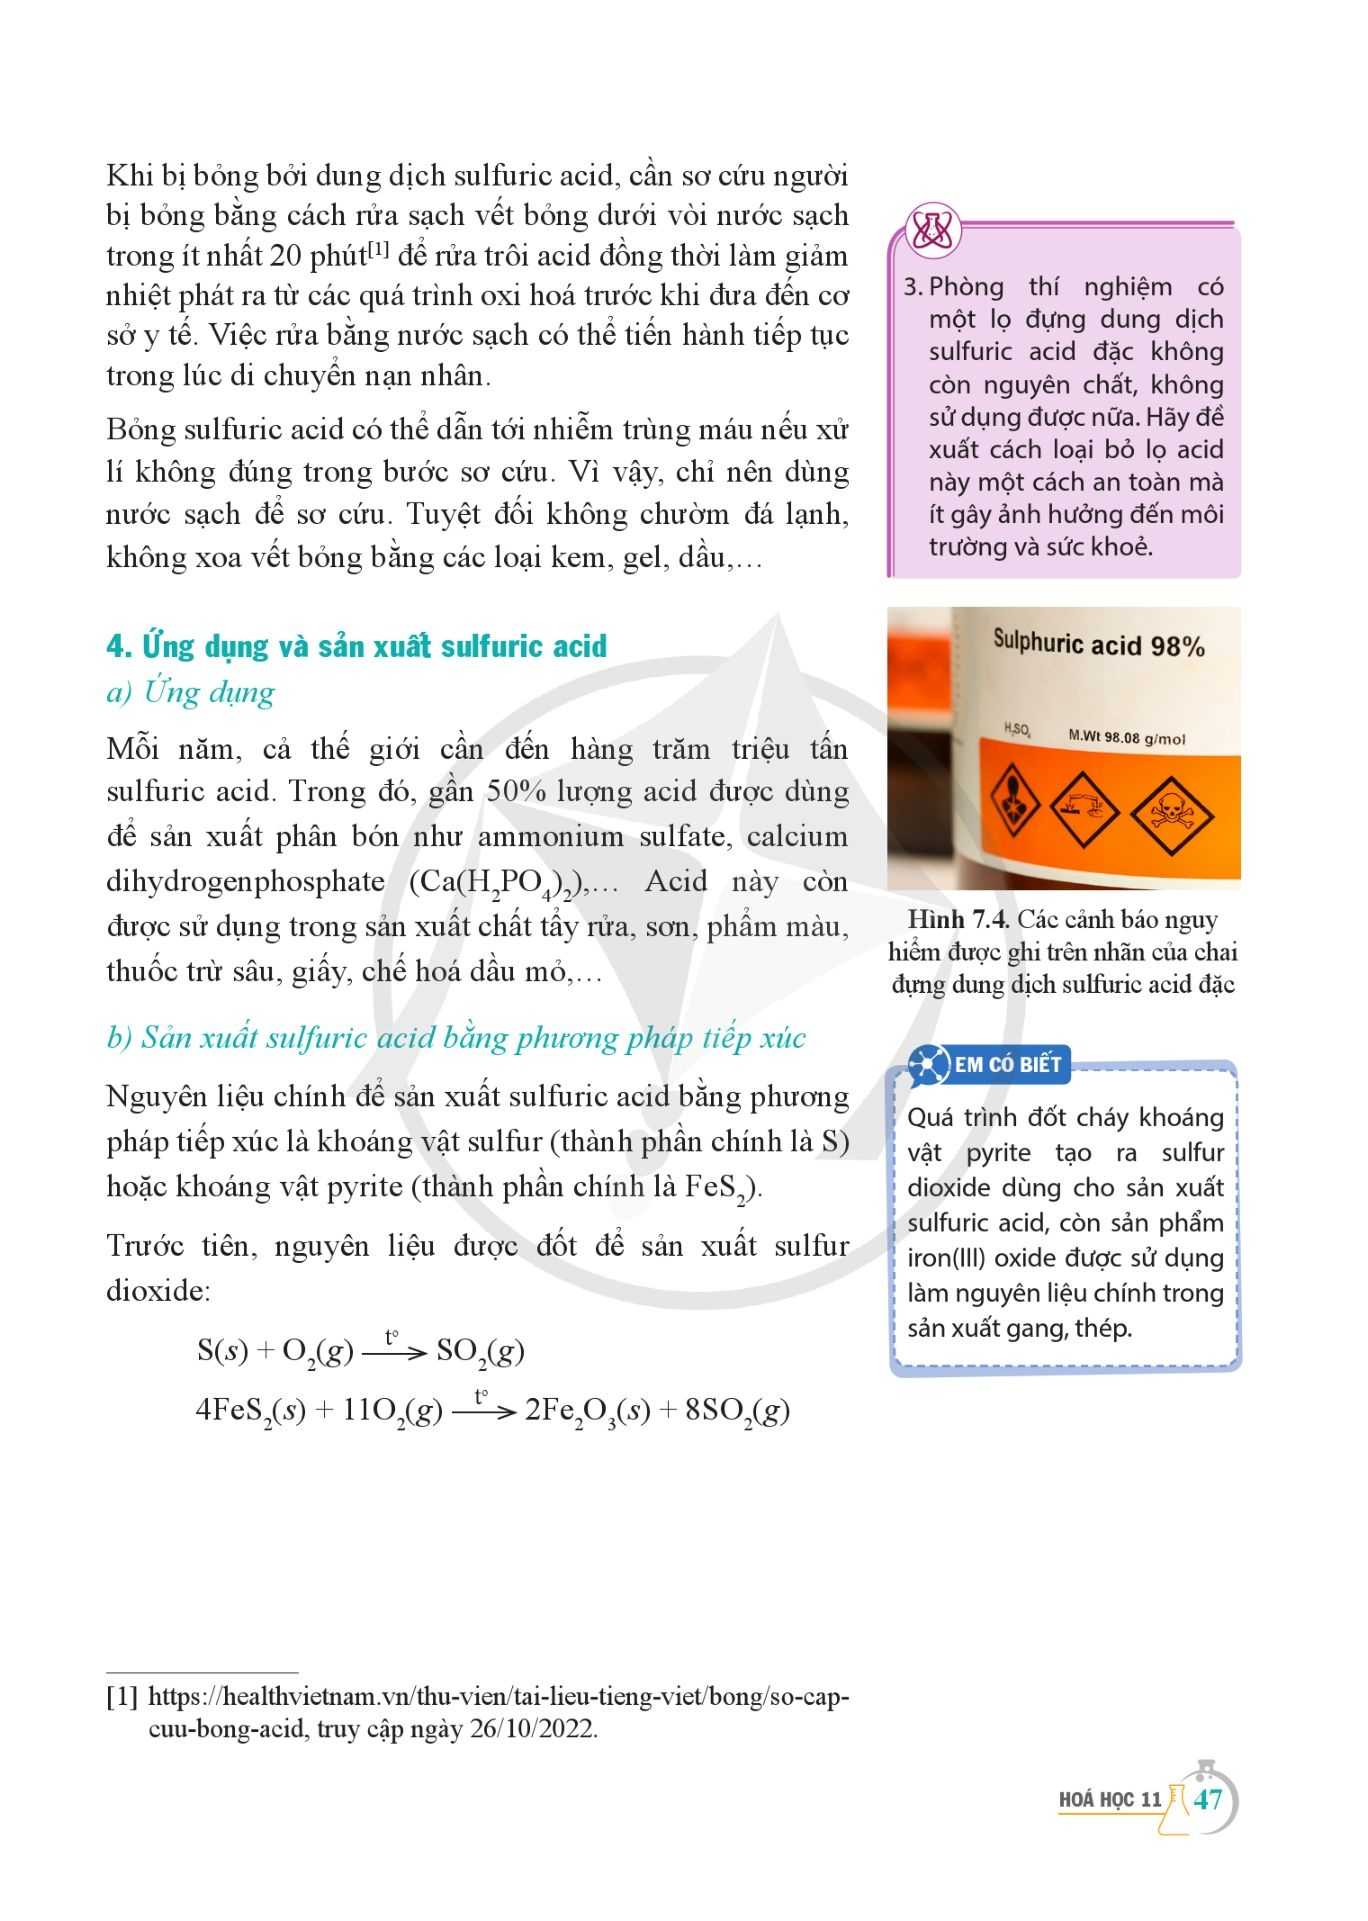 Khi bị bỏng bởi dung dịch sulfuric acid, cần sơ cứu người
bị bỏng bằng cách rửa sạch vết bỏng dưới vòi nước sạch
trong ít nhất 20 phút[1] để rửa trôi acid đồng thời làm giảm
nhiệt phát ra từ các quá trình oxi hoá trước khi đưa đến cơ
sở y tế. Việc rửa bằng nước sạch có thể tiến hành tiếp tục
trong lúc di chuyển nạn nhân.
Bỏng sulfuric acid có thể dẫn tới nhiễm trùng máu nếu xử
lí không đúng trong bước sơ cứu. Vì vậy, chỉ nên dùng
nước sạch để sơ cứu. Tuyệt đối không chườm đá lạnh,
không xoa vết bỏng bằng các loại kem, gel, dầu,…
4. Ứng dụng và sản xuất sulfuric acid
a) Ứng dụng
Mỗi năm, cả thế giới cần đến hàng trăm triệu tấn
sulfuric acid. Trong đó, gần 50% lượng acid được dùng
để sản xuất phân bón như ammonium sulfate, calcium
dihydrogenphosphate (Ca(H₂PO₄)₂),… Acid này còn
được sử dụng trong sản xuất chất tẩy rửa, sơn, phẩm màu,
thuốc trừ sâu, giấy, chế hoá dầu mỏ,…
b) Sản xuất sulfuric acid bằng phương pháp tiếp xúc
Nguyên liệu chính để sản xuất sulfuric acid bằng phương
pháp tiếp xúc là khoáng vật sulfur (thành phần chính là S)
hoặc khoáng vật pyrite (thành phần chính là FeS₂).
Trước tiên, nguyên liệu được đốt để sản xuất sulfur
dioxide:
S(s) + O₂(g) —t°→ SO₂(g)
4FeS₂(s) + 11O₂(g) —t°→ 2Fe₂O₃(s) + 8SO₂(g)
3. Phòng thí nghiệm có
một lọ đựng dung dịch
sulfuric acid đặc không
còn nguyên chất, không
sử dụng được nữa. Hãy đề
xuất cách loại bỏ lọ acid
này một cách an toàn mà
ít gây ảnh hưởng đến môi
trường và sức khoẻ.
Sulphuric acid 98%
H₂SO₄ M.Wt 98.08 g/mol
Hình 7.4. Các cảnh báo nguy
hiểm được ghi trên nhãn của chai
đựng dung dịch sulfuric acid đặc
EM CÓ BIẾT
Quá trình đốt cháy khoáng
vật pyrite tạo ra sulfur
dioxide dùng cho sản xuất
sulfuric acid, còn sản phẩm
iron(III) oxide được sử dụng
làm nguyên liệu chính trong
sản xuất gang, thép.
[1] https://healthvietnam.vn/thu-vien/tai-lieu-tieng-viet/bong/so-cap-
cuu-bong-acid, truy cập ngày 26/10/2022.
HOÁ HỌC 11 47